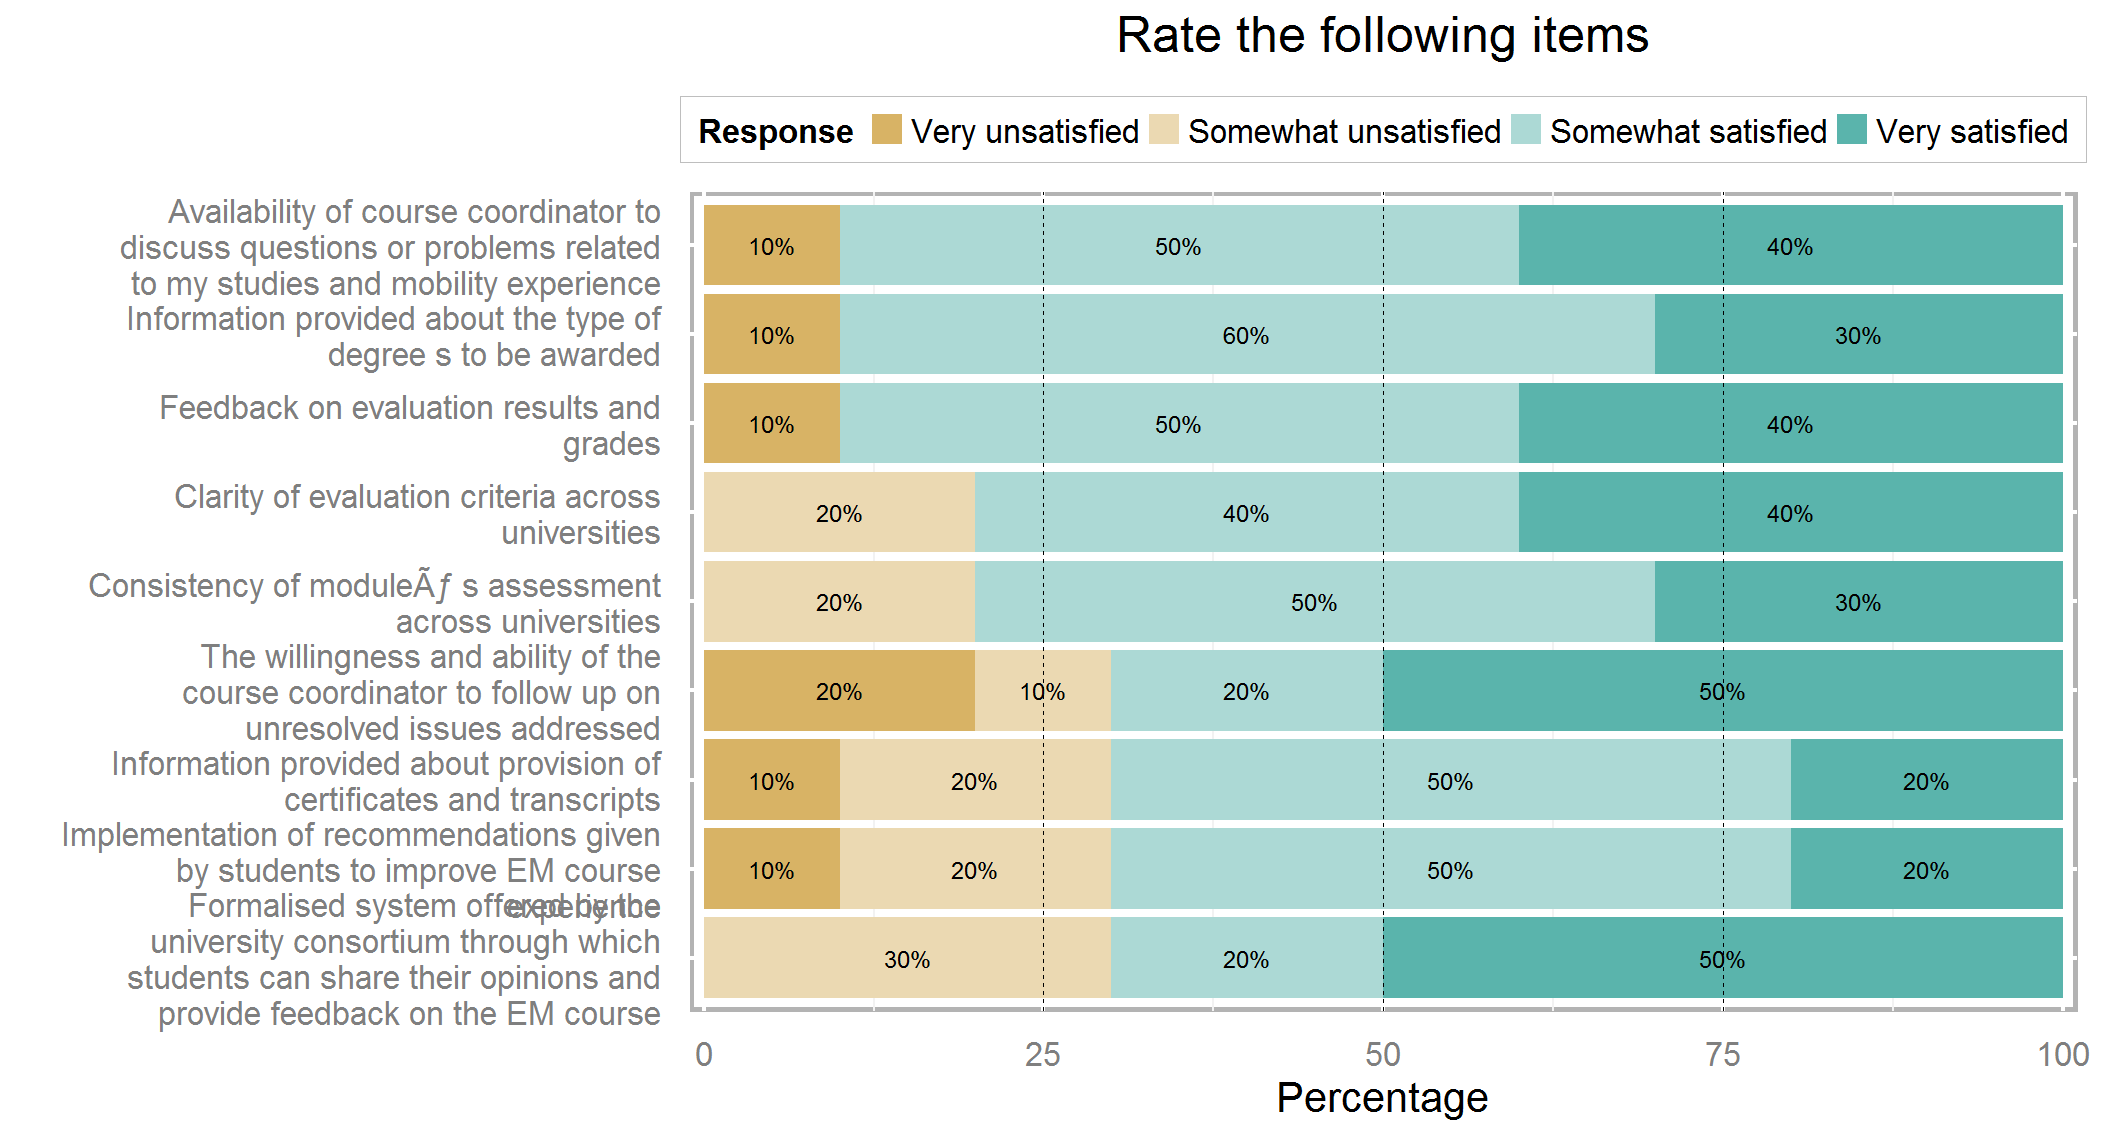 Rate the following items
Response Very unsatisfied Somewhat unsatisfied Somewhat satisfied Very satisfied
Availability of course coordinator to
discuss questions or problems related
to my studies and mobility experience
10% 50% 40%
Information provided about the type of
degree s to be awarded
10% 60% 30%
Feedback on evaluation results and
grades
10% 50% 40%
Clarity of evaluation criteria across
universities
20% 40% 40%
Consistency of moduleÃƒ s assessment
across universities
20% 50% 30%
The willingness and ability of the
course coordinator to follow up on
unresolved issues addressed
20% 10% 20% 50%
Information provided about provision of
certificates and transcripts
10% 20% 50% 20%
Implementation of recommendations given
by students to improve EM course
experience
10% 20% 50% 20%
Formalised system offered by the
university consortium through which
students can share their opinions and
provide feedback on the EM course
30% 20% 50%
0 25 50 75 100
Percentage